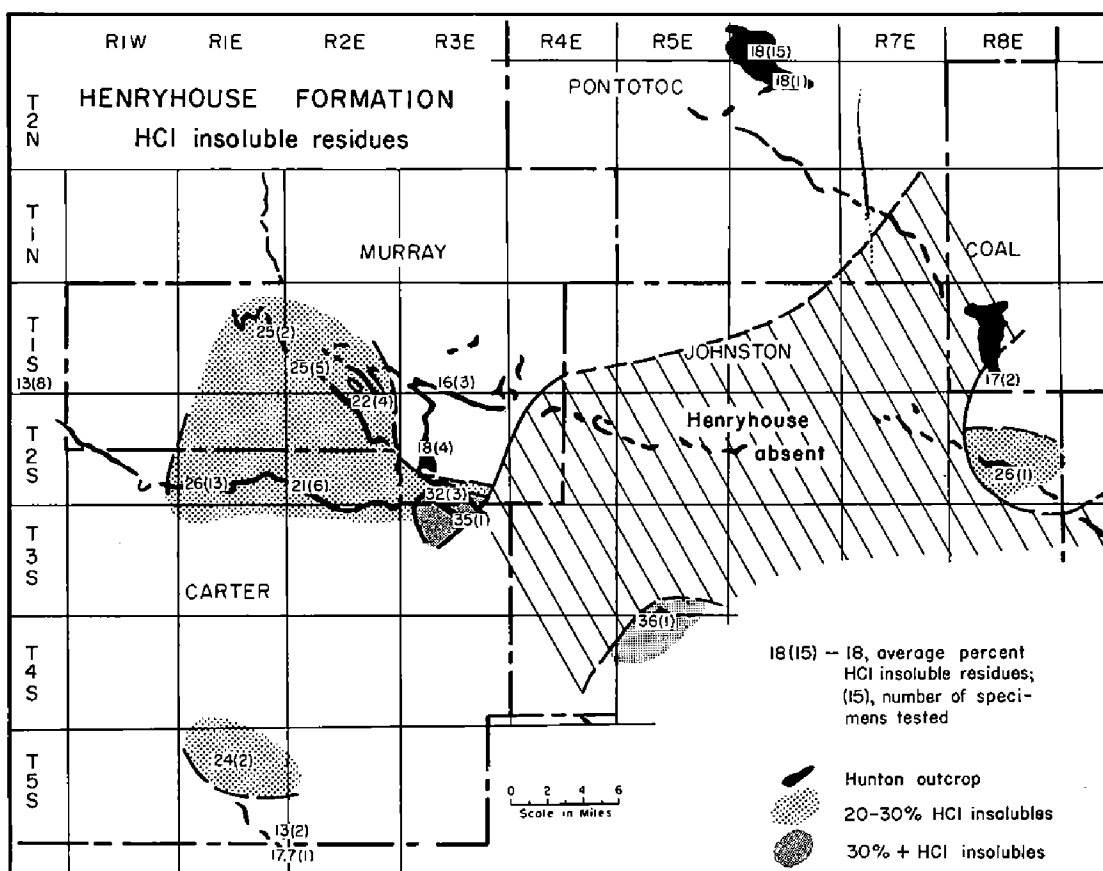 R1W R1E R2E R3E R4E R5E R7E R8E
18(15)
18(1)
PONTOTOC
HENRYHOUSE FORMATION
HCl insoluble residues
T2N
T1N
MURRAY
COAL
T1S
25(2)
25(5)
JOHNSTON
13(8)
16(3)
17(2)
22(4)
Henryhouse
absent
T2S
18(4)
26(13)
21(6)
32(3)
26(1)
35(1)
T3S
CARTER
36(1)
T4S
18(15) – 18, average percent
HCl insoluble residues;
(15), number of speci-
mens tested
T5S
24(2)
Hunton outcrop
0 2 4 6
Scale in Miles
20-30% HCl insolubles
13(2)
17.7(1)
30% + HCl insolubles